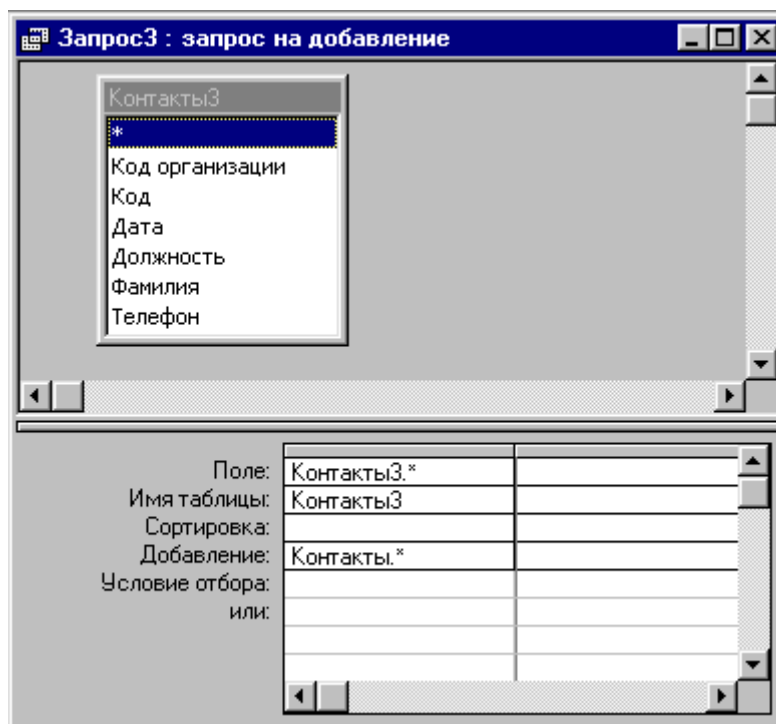 Запрос3 : запрос на добавление
Контакты3
*
Код организации
Код
Дата
Должность
Фамилия
Телефон
Поле: Контакты3.*
Имя таблицы: Контакты3
Сортировка:
Добавление: Контакты.*
Условие отбора:
или: